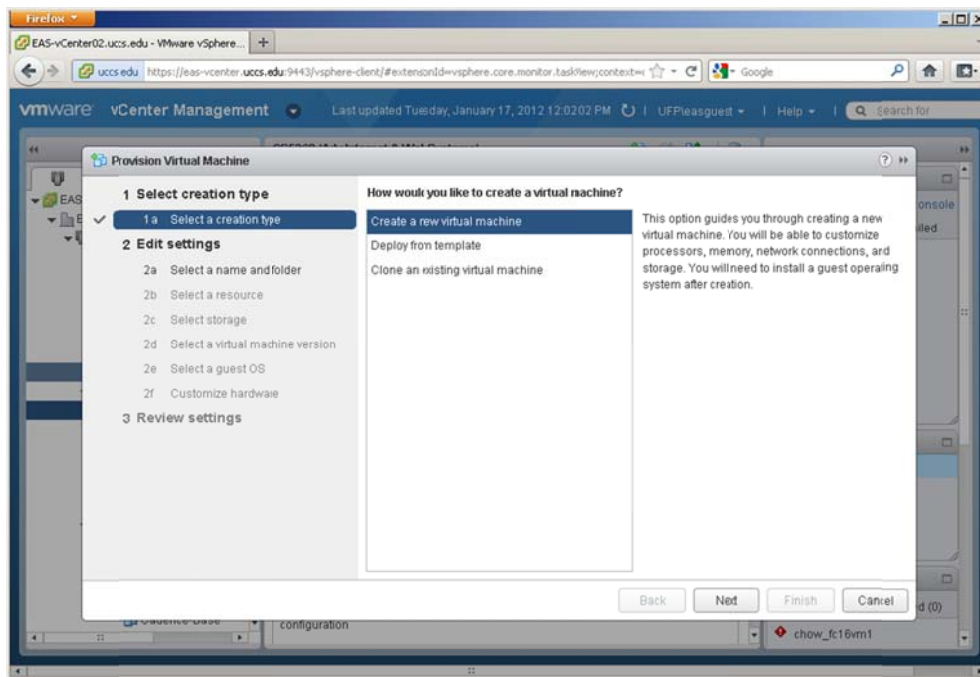 Firefox
EAS-vCenter02.uccs.edu - VMware vSphere... +
uccs.edu https://eas-vcenter.uccs.edu:9443/vsphere-client/#extensionId=vsphere.core.monitor.taskView;context= Google
vmware vCenter Management Last updated Tuesday, January 17, 2012 12:02:02 PM | UFPleasguest | Help | Search for
Provision Virtual Machine
1 Select creation type
1a Select a creation type
2 Edit settings
2a Select a name and folder
2b Select a resource
2c Select storage
2d Select a virtual machine version
2e Select a guest OS
2f Customize hardware
3 Review settings
How would you like to create a virtual machine?
Create a new virtual machine
Deploy from template
Clone an existing virtual machine
This option guides you through creating a new
virtual machine. You will be able to customize
processors, memory, network connections, and
storage. You will need to install a guest operating
system after creation.
Back Next Finish Cancel
EAS
onsole
iled
Cadence-Base
configuration
d (0)
chow_fc16vm1